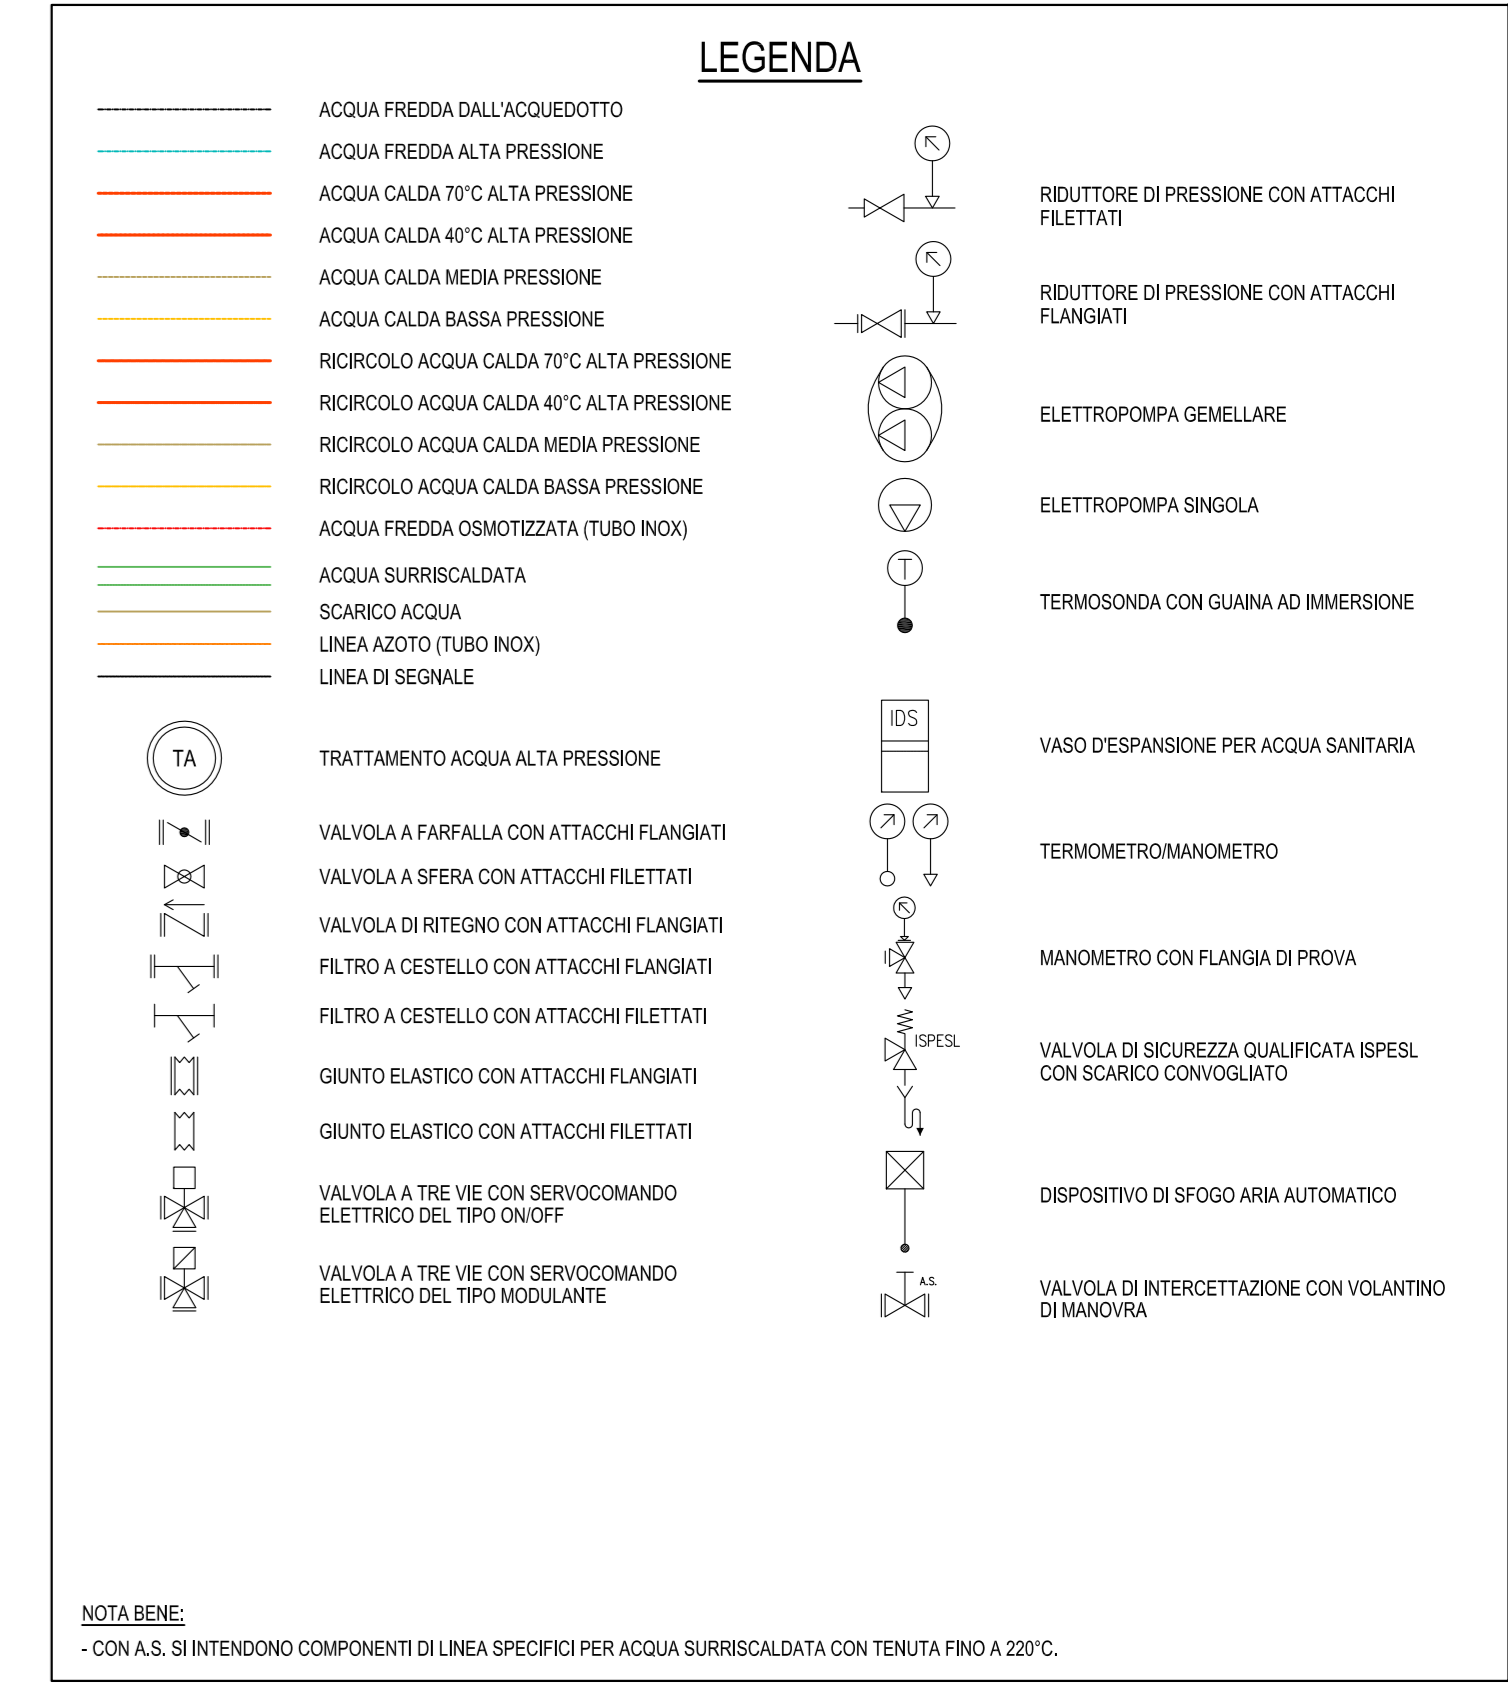 LEGENDA
ACQUA FREDDA DALL'ACQUEDOTTO
ACQUA FREDDA ALTA PRESSIONE
ACQUA CALDA 70°C ALTA PRESSIONE
ACQUA CALDA 40°C ALTA PRESSIONE
ACQUA CALDA MEDIA PRESSIONE
ACQUA CALDA BASSA PRESSIONE
RICIRCOLO ACQUA CALDA 70°C ALTA PRESSIONE
RICIRCOLO ACQUA CALDA 40°C ALTA PRESSIONE
RICIRCOLO ACQUA CALDA MEDIA PRESSIONE
RICIRCOLO ACQUA CALDA BASSA PRESSIONE
ACQUA FREDDA OSMOTIZZATA (TUBO INOX)
ACQUA SURRISCALDATA
SCARICO ACQUA
LINEA AZOTO (TUBO INOX)
LINEA DI SEGNALE
TA
TRATTAMENTO ACQUA ALTA PRESSIONE
VALVOLA A FARFALLA CON ATTACCHI FLANGIATI
VALVOLA A SFERA CON ATTACCHI FILETTATI
VALVOLA DI RITEGNO CON ATTACCHI FLANGIATI
FILTRO A CESTELLO CON ATTACCHI FLANGIATI
FILTRO A CESTELLO CON ATTACCHI FILETTATI
GIUNTO ELASTICO CON ATTACCHI FLANGIATI
GIUNTO ELASTICO CON ATTACCHI FILETTATI
VALVOLA A TRE VIE CON SERVOCOMANDO
ELETTRICO DEL TIPO ON/OFF
VALVOLA A TRE VIE CON SERVOCOMANDO
ELETTRICO DEL TIPO MODULANTE
RIDUTTORE DI PRESSIONE CON ATTACCHI
FILETTATI
RIDUTTORE DI PRESSIONE CON ATTACCHI
FLANGIATI
ELETTROPOMPA GEMELLARE
ELETTROPOMPA SINGOLA
T
TERMOSONDA CON GUAINA AD IMMERSIONE
IDS
VASO D'ESPANSIONE PER ACQUA SANITARIA
TERMOMETRO/MANOMETRO
MANOMETRO CON FLANGIA DI PROVA
ISPESL
VALVOLA DI SICUREZZA QUALIFICATA ISPESL
CON SCARICO CONVOGLIATO
DISPOSITIVO DI SFOGO ARIA AUTOMATICO
A.S.
VALVOLA DI INTERCETTAZIONE CON VOLANTINO
DI MANOVRA
NOTA BENE:
- CON A.S. SI INTENDONO COMPONENTI DI LINEA SPECIFICI PER ACQUA SURRISCALDATA CON TENUTA FINO A 220°C.